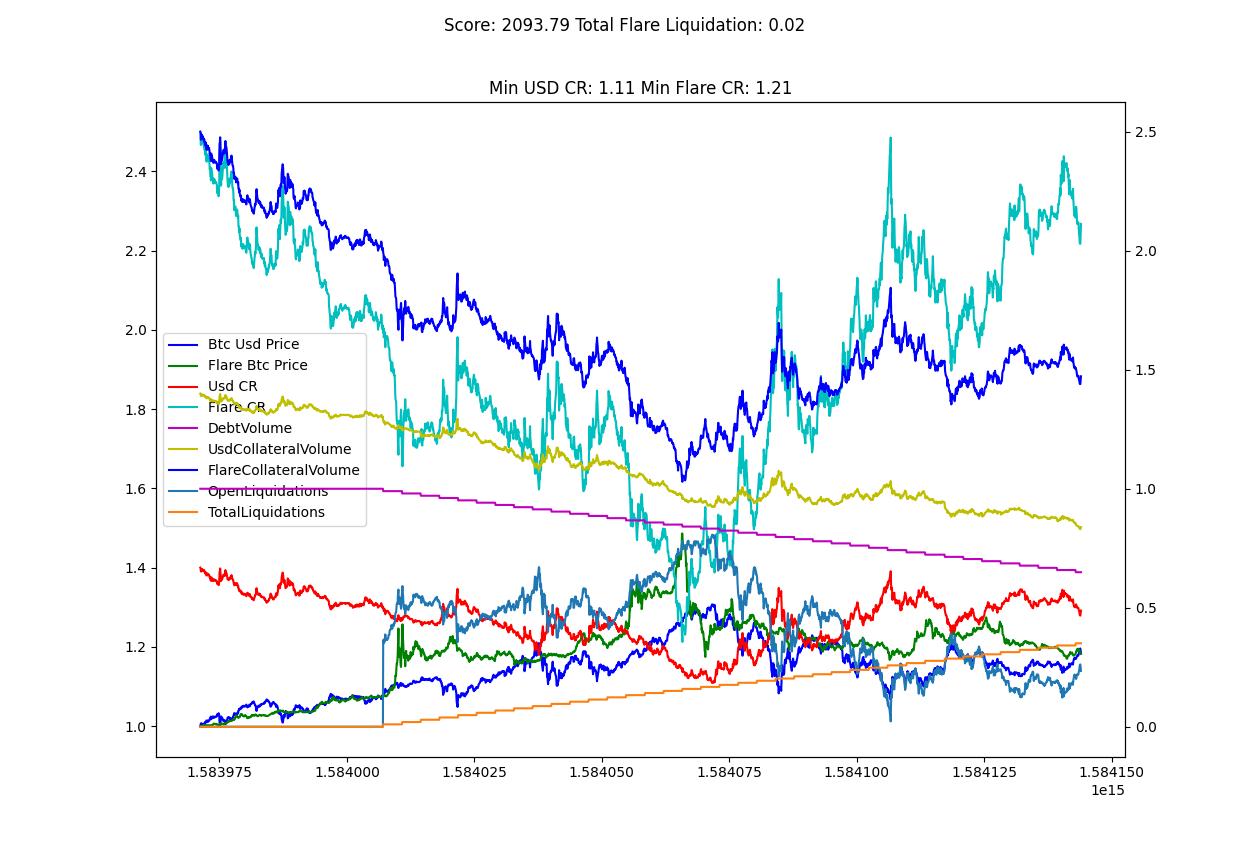 Score: 2093.79 Total Flare Liquidation: 0.02
Min USD CR: 1.11 Min Flare CR: 1.21
2.4
2.2
2.0
1.8
1.6
1.4
1.2
1.0
Btc Usd Price
Flare Btc Price
Usd CR
Flare CR
DebtVolume
UsdCollateralVolume
FlareCollateralVolume
OpenLiquidations
TotalLiquidations
2.5
2.0
1.5
1.0
0.5
0.0
1.583975 1.584000 1.584025 1.584050 1.584075 1.584100 1.584125 1.584150
1e15